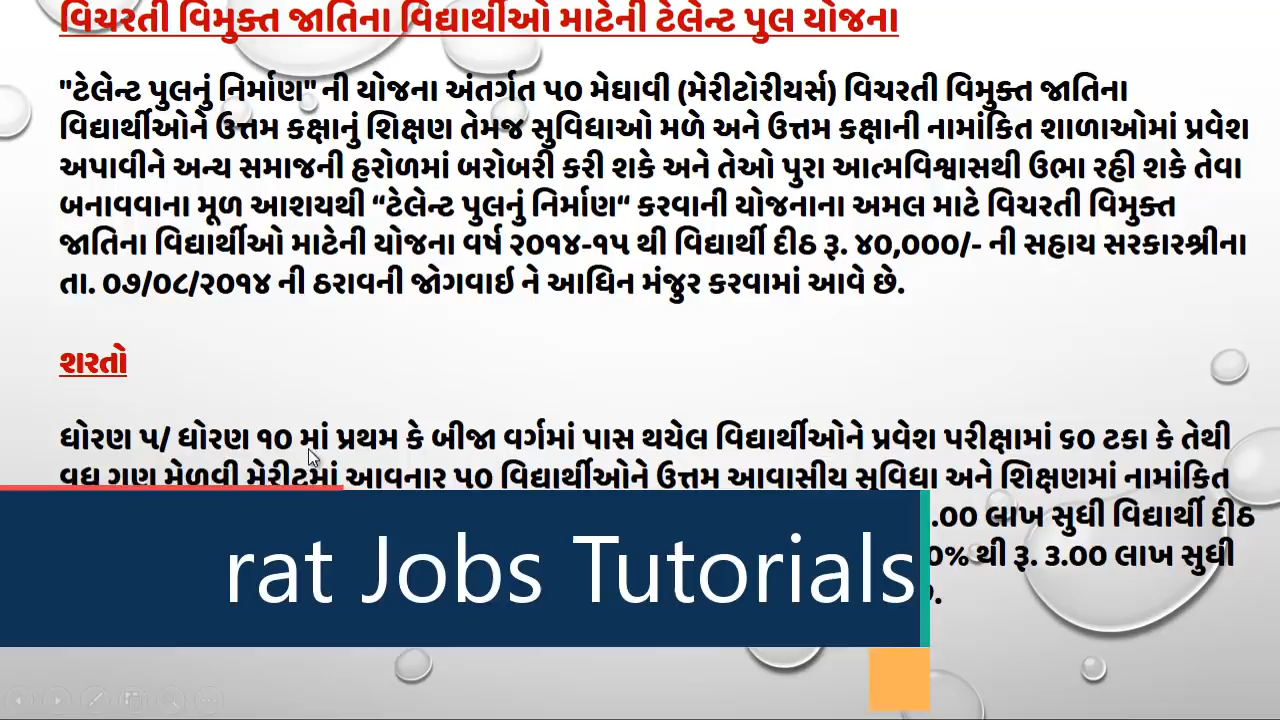 વિચરતી વિમુક્ત જાતિના વિદ્યાર્થીઓ માટેની ટેલેન્ટ પુલ યોજના
"ટેલેન્ટ પુલનું નિર્માણ" ની યોજના અંતર્ગત ૫૦ મેઘાવી (મેરીટોરીયર્સ) વિચરતી વિમુક્ત જાતિના
વિદ્યાર્થીઓને ઉત્તમ કક્ષાનું શિક્ષણ તેમજ સુવિધાઓ મળે અને ઉત્તમ કક્ષાની નામાંકિત શાળાઓમાં પ્રવેશ
અપાવીને અન્ય સમાજની હરોળમાં બરોબરી કરી શકે અને તેઓ પુરા આત્મવિશ્વાસથી ઉભા રહી શકે તેવા
બનાવવાના મૂળ આશયથી “ટેલેન્ટ પુલનું નિર્માણ“ કરવાની યોજનાના અમલ માટે વિચરતી વિમુક્ત
જાતિના વિદ્યાર્થીઓ માટેની યોજના વર્ષ ૨૦૧૪-૧૫ થી વિદ્યાર્થી દીઠ રૂ. ૪૦,૦૦૦/- ની સહાય સરકારશ્રીના
તા. ૦૭/૦૮/૨૦૧૪ ની ઠરાવની જોગવાઇ ને આધિન મંજુર કરવામાં આવે છે.
શરતો
ધોરણ ૫/ ધોરણ ૧૦ માં પ્રથમ કે બીજા વર્ગમાં પાસ થયેલ વિદ્યાર્થીઓને પ્રવેશ પરીક્ષામાં ૬૦ ટકા કે તેથી
વધુ ગુણ મેળવી મેરીટમાં આવનાર ૫૦ વિદ્યાર્થીઓને ઉત્તમ આવાસીય સુવિધા અને શિક્ષણમાં નામાંકિત
.૦૦ લાખ સુધી વિદ્યાર્થી દીઠ
૦% થી રૂ. ૩.૦૦ લાખ સુધી
rat Jobs Tutorials